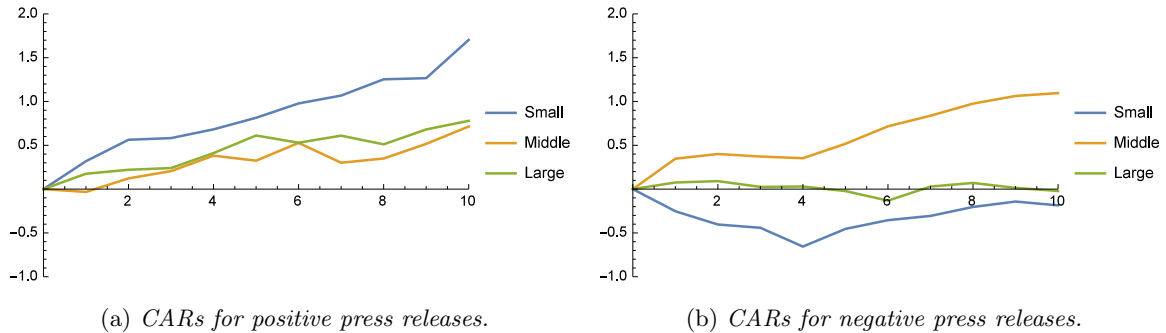 2.0
1.5
1.0
0.5
−0.5
−1.0
2 4 6 8 10
Small
Middle
Large
(a) CARs for positive press releases.
2.0
1.5
1.0
0.5
−0.5
−1.0
2 4 6 8 10
Small
Middle
Large
(b) CARs for negative press releases.